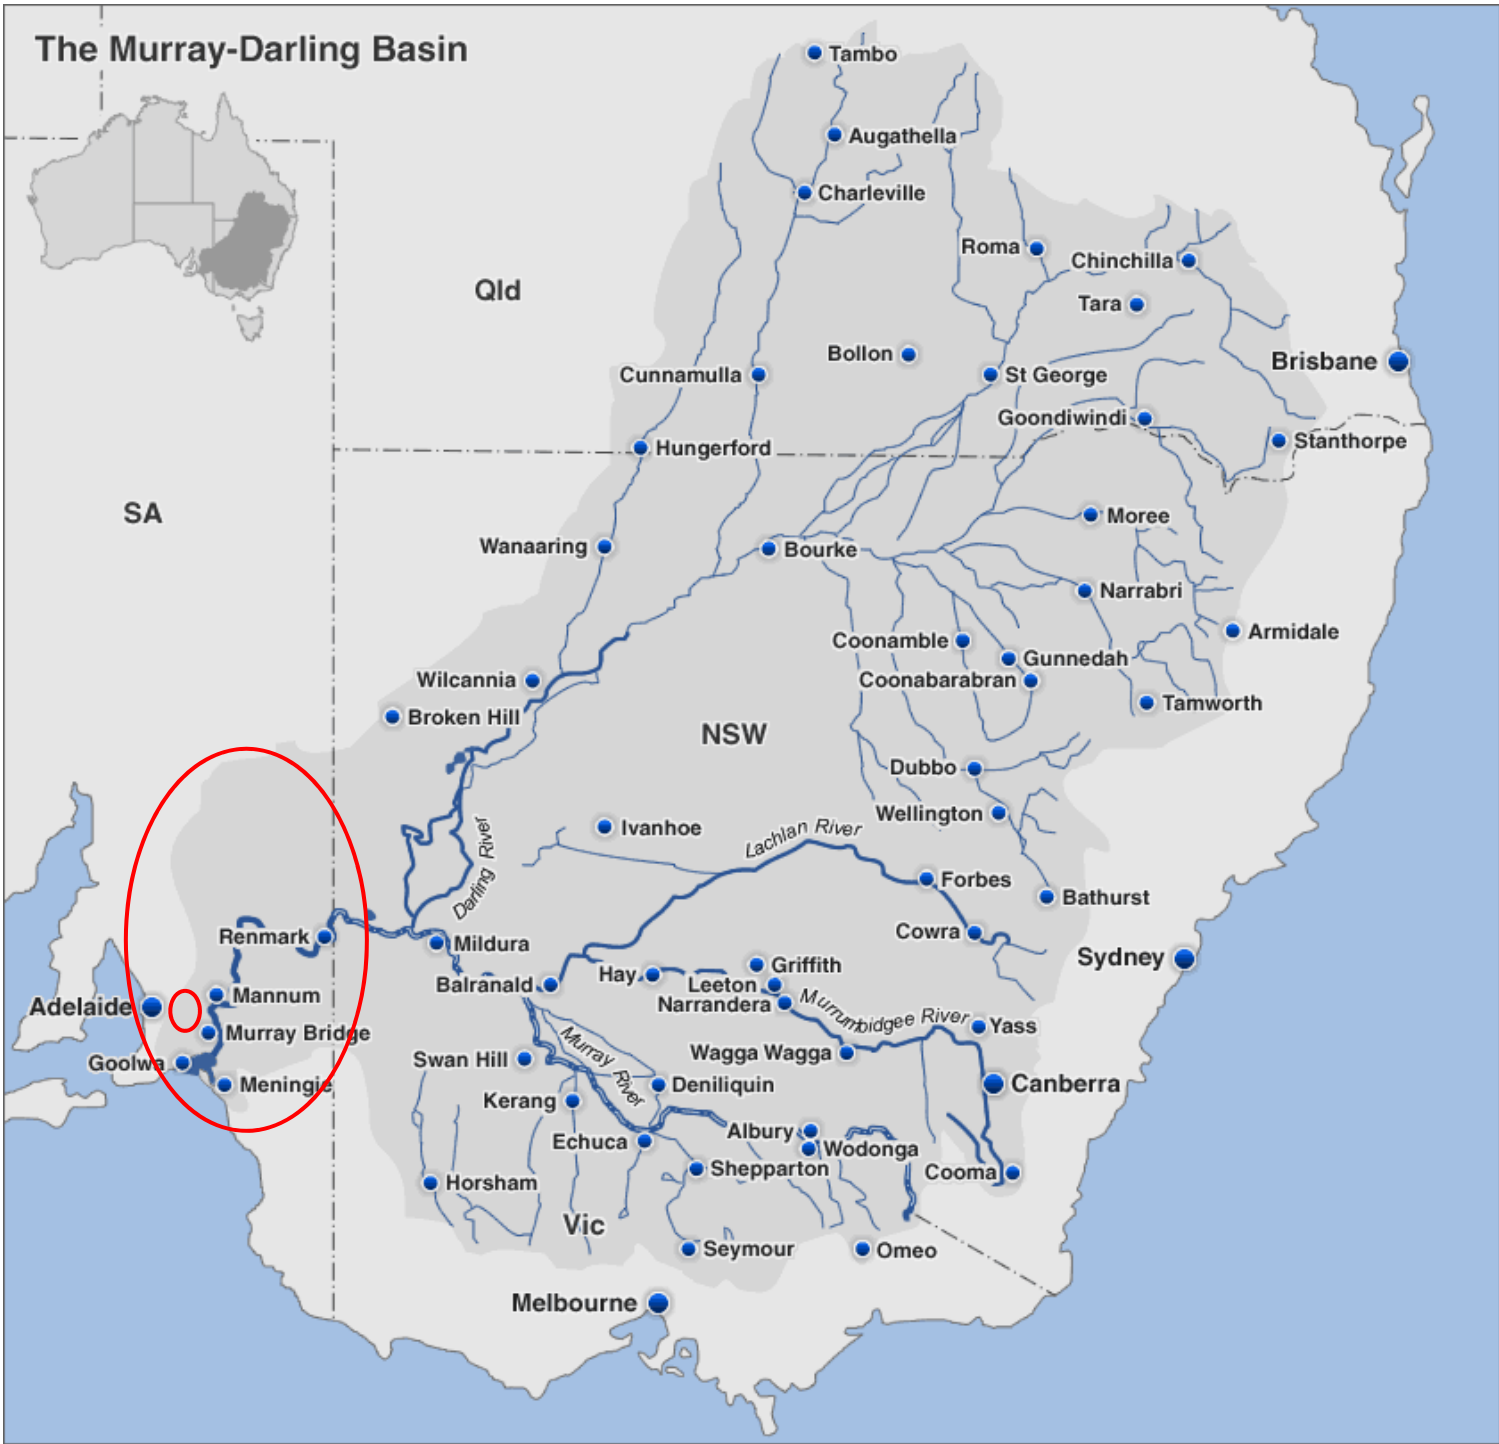 The Murray-Darling Basin
Tambo
Augathella
Charleville
Roma
Chinchilla
Qld
Tara
Bollon
Brisbane
Cunnamulla
St George
Goondiwindi
Stanthorpe
Hungerford
SA
Moree
Wanaaring
Bourke
Narrabri
Armidale
Coonamble
Gunnedah
Wilcannia
Coonabarabran
Tamworth
Broken Hill
NSW
Dubbo
Wellington
Ivanhoe
Lachlan River
Darling River
Forbes
Bathurst
Cowra
Renmark
Mildura
Sydney
Griffith
Hay
Leeton
Balranald
Mannum
Narrandera
Adelaide
Murrumbidgee River
Yass
Murray Bridge
Wagga Wagga
Swan Hill
Murray River
Goolwa
Meningie
Deniliquin
Canberra
Kerang
Albury
Echuca
Wodonga
Shepparton
Cooma
Horsham
Vic
Seymour
Omeo
Melbourne